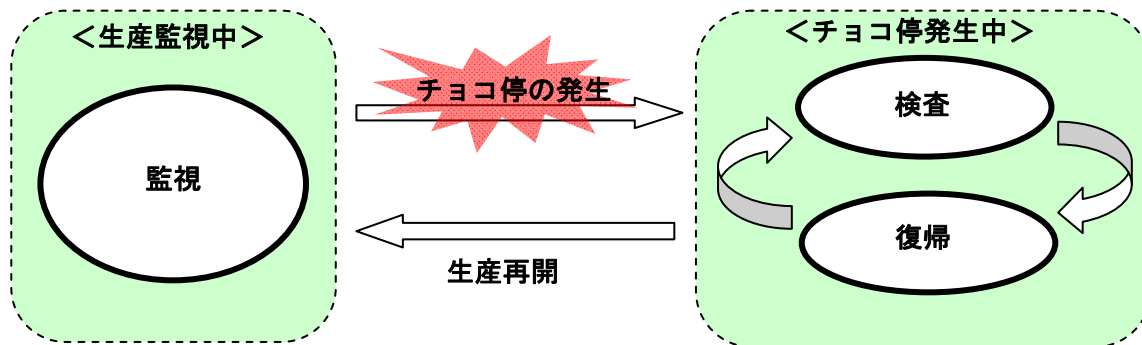 ＜生産監視中＞
監視
チョコ停の発生
生産再開
＜チョコ停発生中＞
検査
復帰